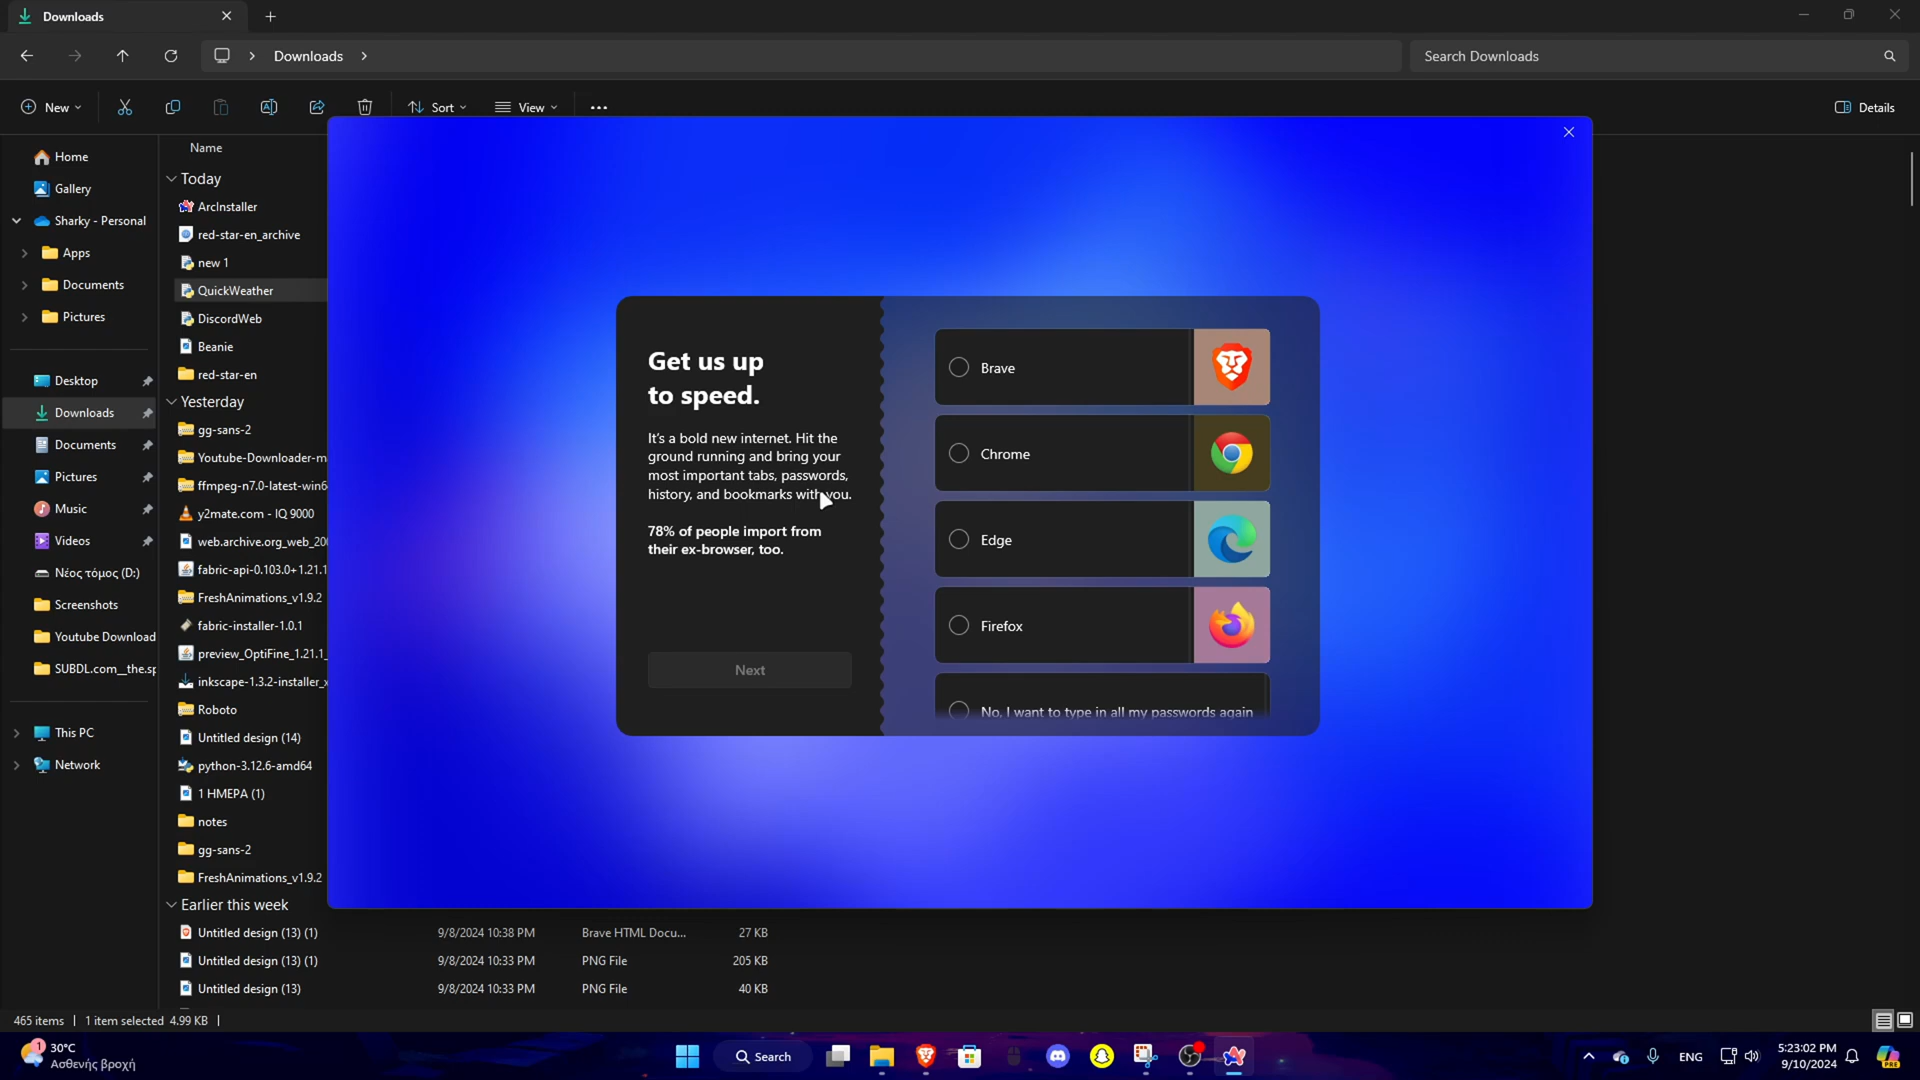 Downloads
Downloads
Search Downloads
New
Sort
View
Details
Home
Gallery
Sharky - Personal
Apps
Documents
Pictures
Desktop
Downloads
Documents
Pictures
Music
Videos
Νέος τόμος (D:)
Screenshots
Youtube Download
SUBDL.com__the.sp
This PC
Network
Name
Today
ArcInstaller
red-star-en_archive
new 1
QuickWeather
DiscordWeb
Beanie
red-star-en
Yesterday
gg-sans-2
Youtube-Downloader-m
ffmpeg-n7.0-latest-win6
y2mate.com - IQ 9000
web.archive.org_web_20
fabric-api-0.103.0+1.21.1
FreshAnimations_v1.9.2
fabric-installer-1.0.1
preview_OptiFine_1.21.1_
inkscape-1.3.2-installer_x
Roboto
Untitled design (14)
python-3.12.6-amd64
1 ΗΜΕΡΑ (1)
notes
gg-sans-2
FreshAnimations_v1.9.2
Earlier this week
Untitled design (13) (1) 9/8/2024 10:38 PM Brave HTML Docu... 27 KB
Untitled design (13) (1) 9/8/2024 10:33 PM PNG File 205 KB
Untitled design (13) 9/8/2024 10:33 PM PNG File 40 KB
Get us up
to speed.
It's a bold new internet. Hit the
ground running and bring your
most important tabs, passwords,
history, and bookmarks with you.
78% of people import from
their ex-browser, too.
Next
Brave
Chrome
Edge
Firefox
No, I want to type in all my passwords again
465 items
1 item selected 4.99 KB
1
30°C
Ασθενής βροχή
Search
ENG
5:23:02 PM
9/10/2024
PRE